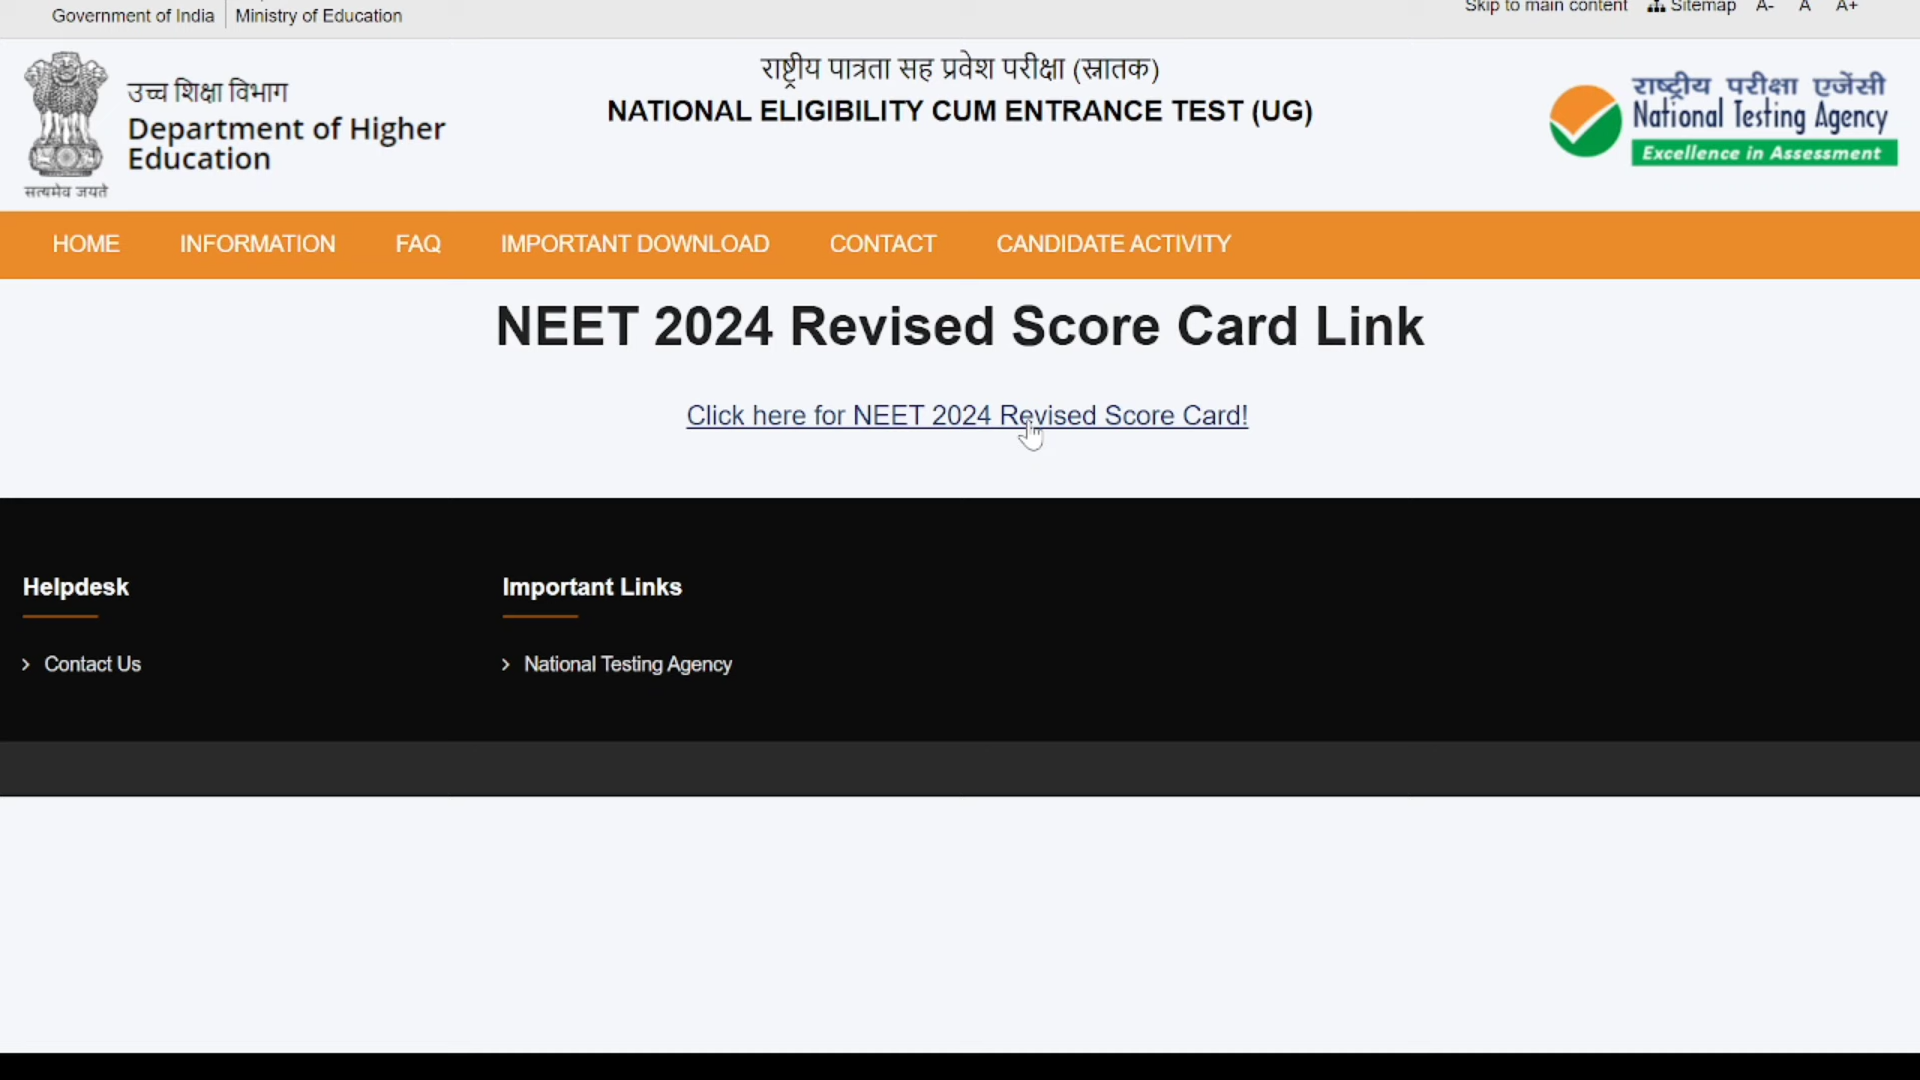 Government of India
Ministry of Education
Skip to main content
Sitemap
A-
A
A+
उच्च शिक्षा विभाग
Department of Higher
Education
सत्यमेव जयते
राष्ट्रीय पात्रता सह प्रवेश परीक्षा (स्नातक)
NATIONAL ELIGIBILITY CUM ENTRANCE TEST (UG)
राष्ट्रीय परीक्षा एजेंसी
National Testing Agency
Excellence in Assessment
HOME
INFORMATION
FAQ
IMPORTANT DOWNLOAD
CONTACT
CANDIDATE ACTIVITY
NEET 2024 Revised Score Card Link
Click here for NEET 2024 Revised Score Card!
Helpdesk
Contact Us
Important Links
National Testing Agency